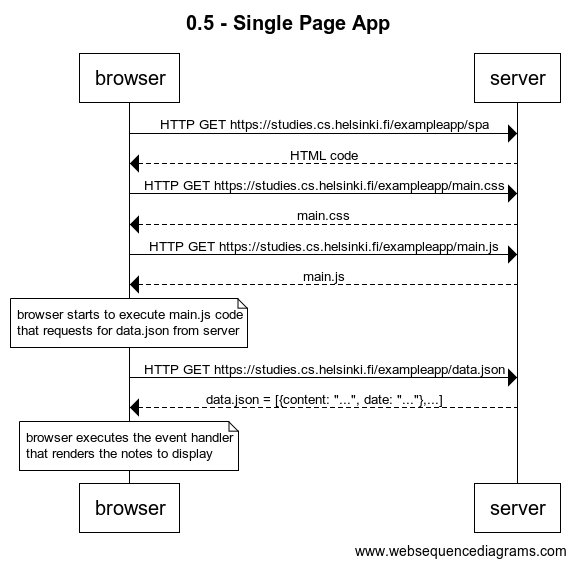 0.5 - Single Page App
browser
server
HTTP GET https://studies.cs.helsinki.fi/exampleapp/spa
HTML code
HTTP GET https://studies.cs.helsinki.fi/exampleapp/main.css
main.css
HTTP GET https://studies.cs.helsinki.fi/exampleapp/main.js
main.js
browser starts to execute main.js code
that requests for data.json from server
HTTP GET https://studies.cs.helsinki.fi/exampleapp/data.json
data.json = [{content: "...", date: "..."},...]
browser executes the event handler
that renders the notes to display
browser
server
www.websequencediagrams.com